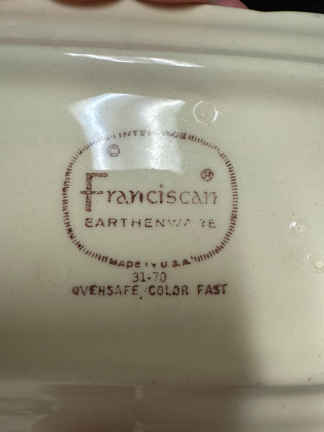 ©
Franciscan ®
EARTHENWARE
MADE IN U.S.A.
31-70
OVENSAFE, COLOR FAST